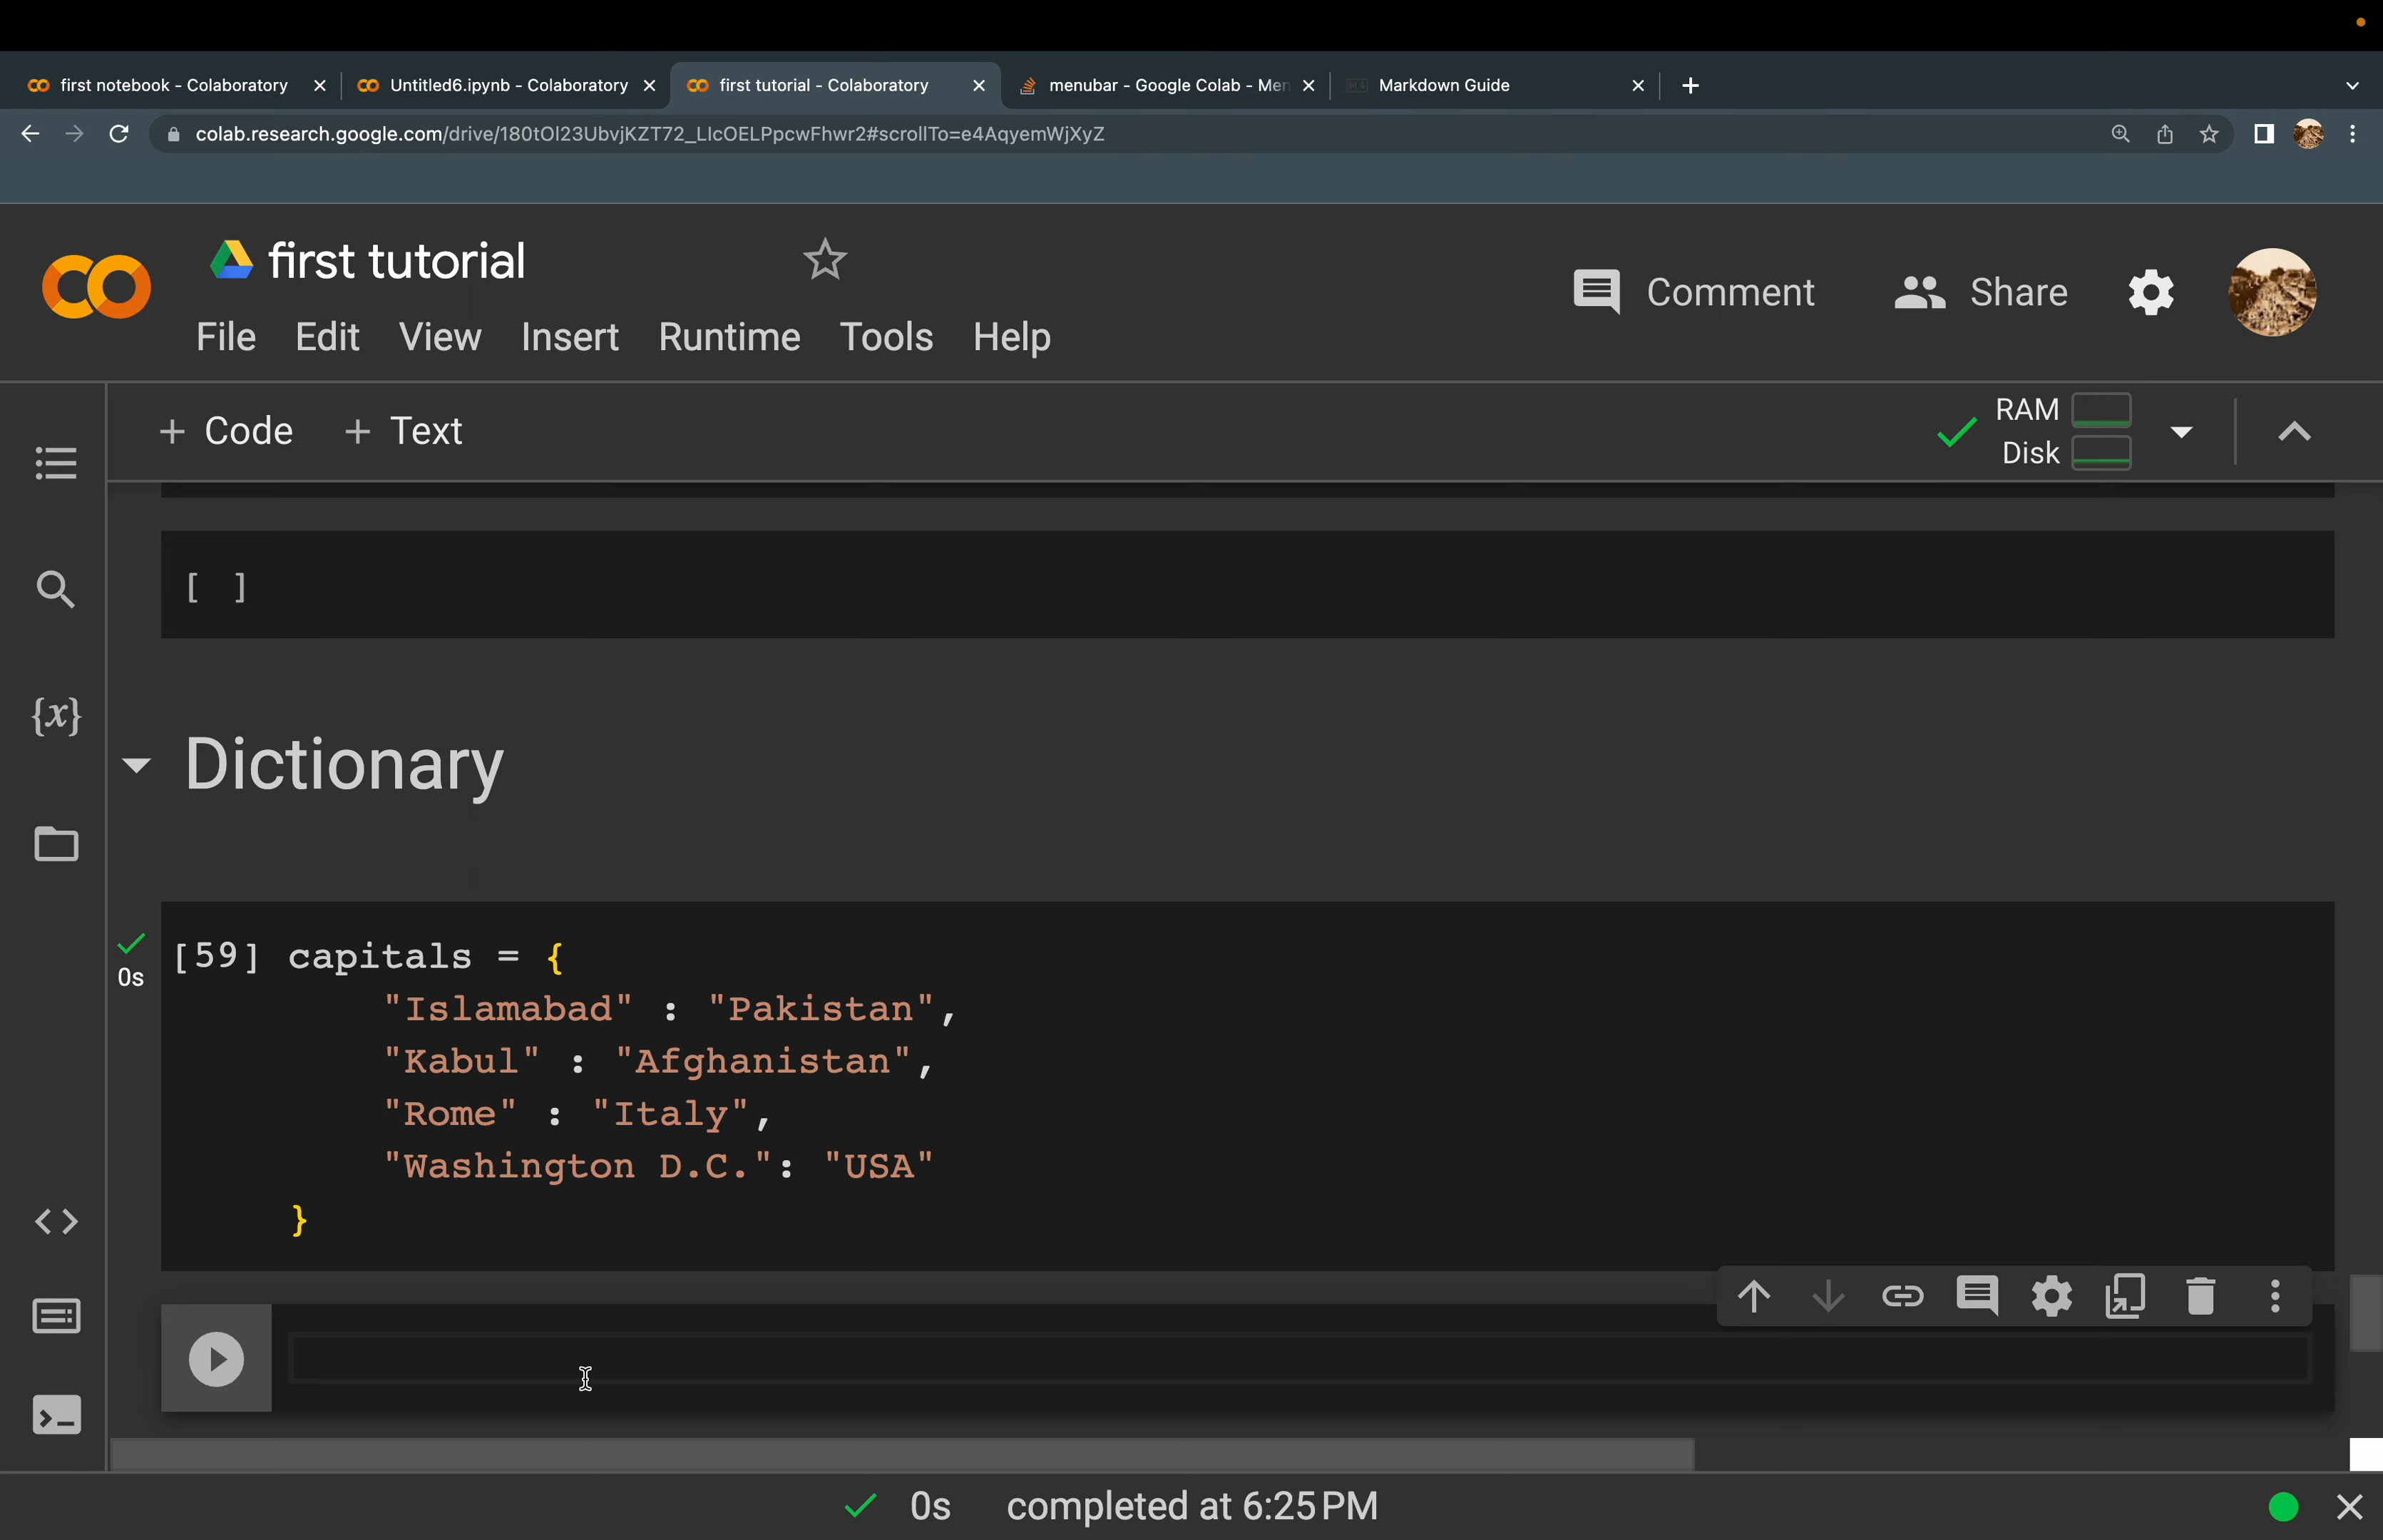 first notebook - Colaboratory
Untitled6.ipynb - Colaboratory
first tutorial - Colaboratory
menubar - Google Colab - Men
Markdown Guide
colab.research.google.com/drive/180tOl23UbvjKZT72_LIcOELPpcwFhwr2#scrollTo=e4AqyemWjXyZ
first tutorial
Comment
Share
File Edit View Insert Runtime Tools Help
+ Code + Text
RAM
Disk
[ ]
{x}
Dictionary
0s
[59] capitals = {
"Islamabad" : "Pakistan",
"Kabul" : "Afghanistan",
"Rome" : "Italy",
"Washington D.C.": "USA"
}
0s completed at 6:25 PM